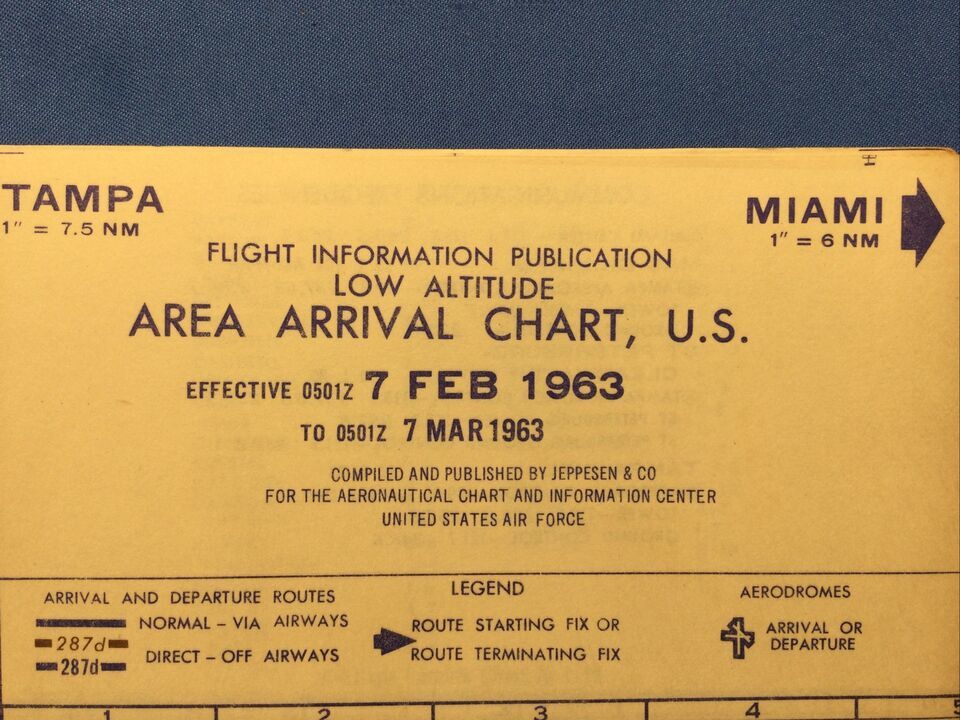 TAMPA
1" = 7.5 NM
MIAMI
1" = 6 NM
FLIGHT INFORMATION PUBLICATION
LOW ALTITUDE
AREA ARRIVAL CHART, U.S.
EFFECTIVE 0501Z 7 FEB 1963
TO 0501Z 7 MAR 1963
COMPILED AND PUBLISHED BY JEPPESEN & CO
FOR THE AERONAUTICAL CHART AND INFORMATION CENTER
UNITED STATES AIR FORCE
LEGEND
ARRIVAL AND DEPARTURE ROUTES
NORMAL – VIA AIRWAYS
287d
287d
DIRECT – OFF AIRWAYS
ROUTE STARTING FIX OR
ROUTE TERMINATING FIX
AERODROMES
ARRIVAL OR
DEPARTURE
1 2 3 4 5